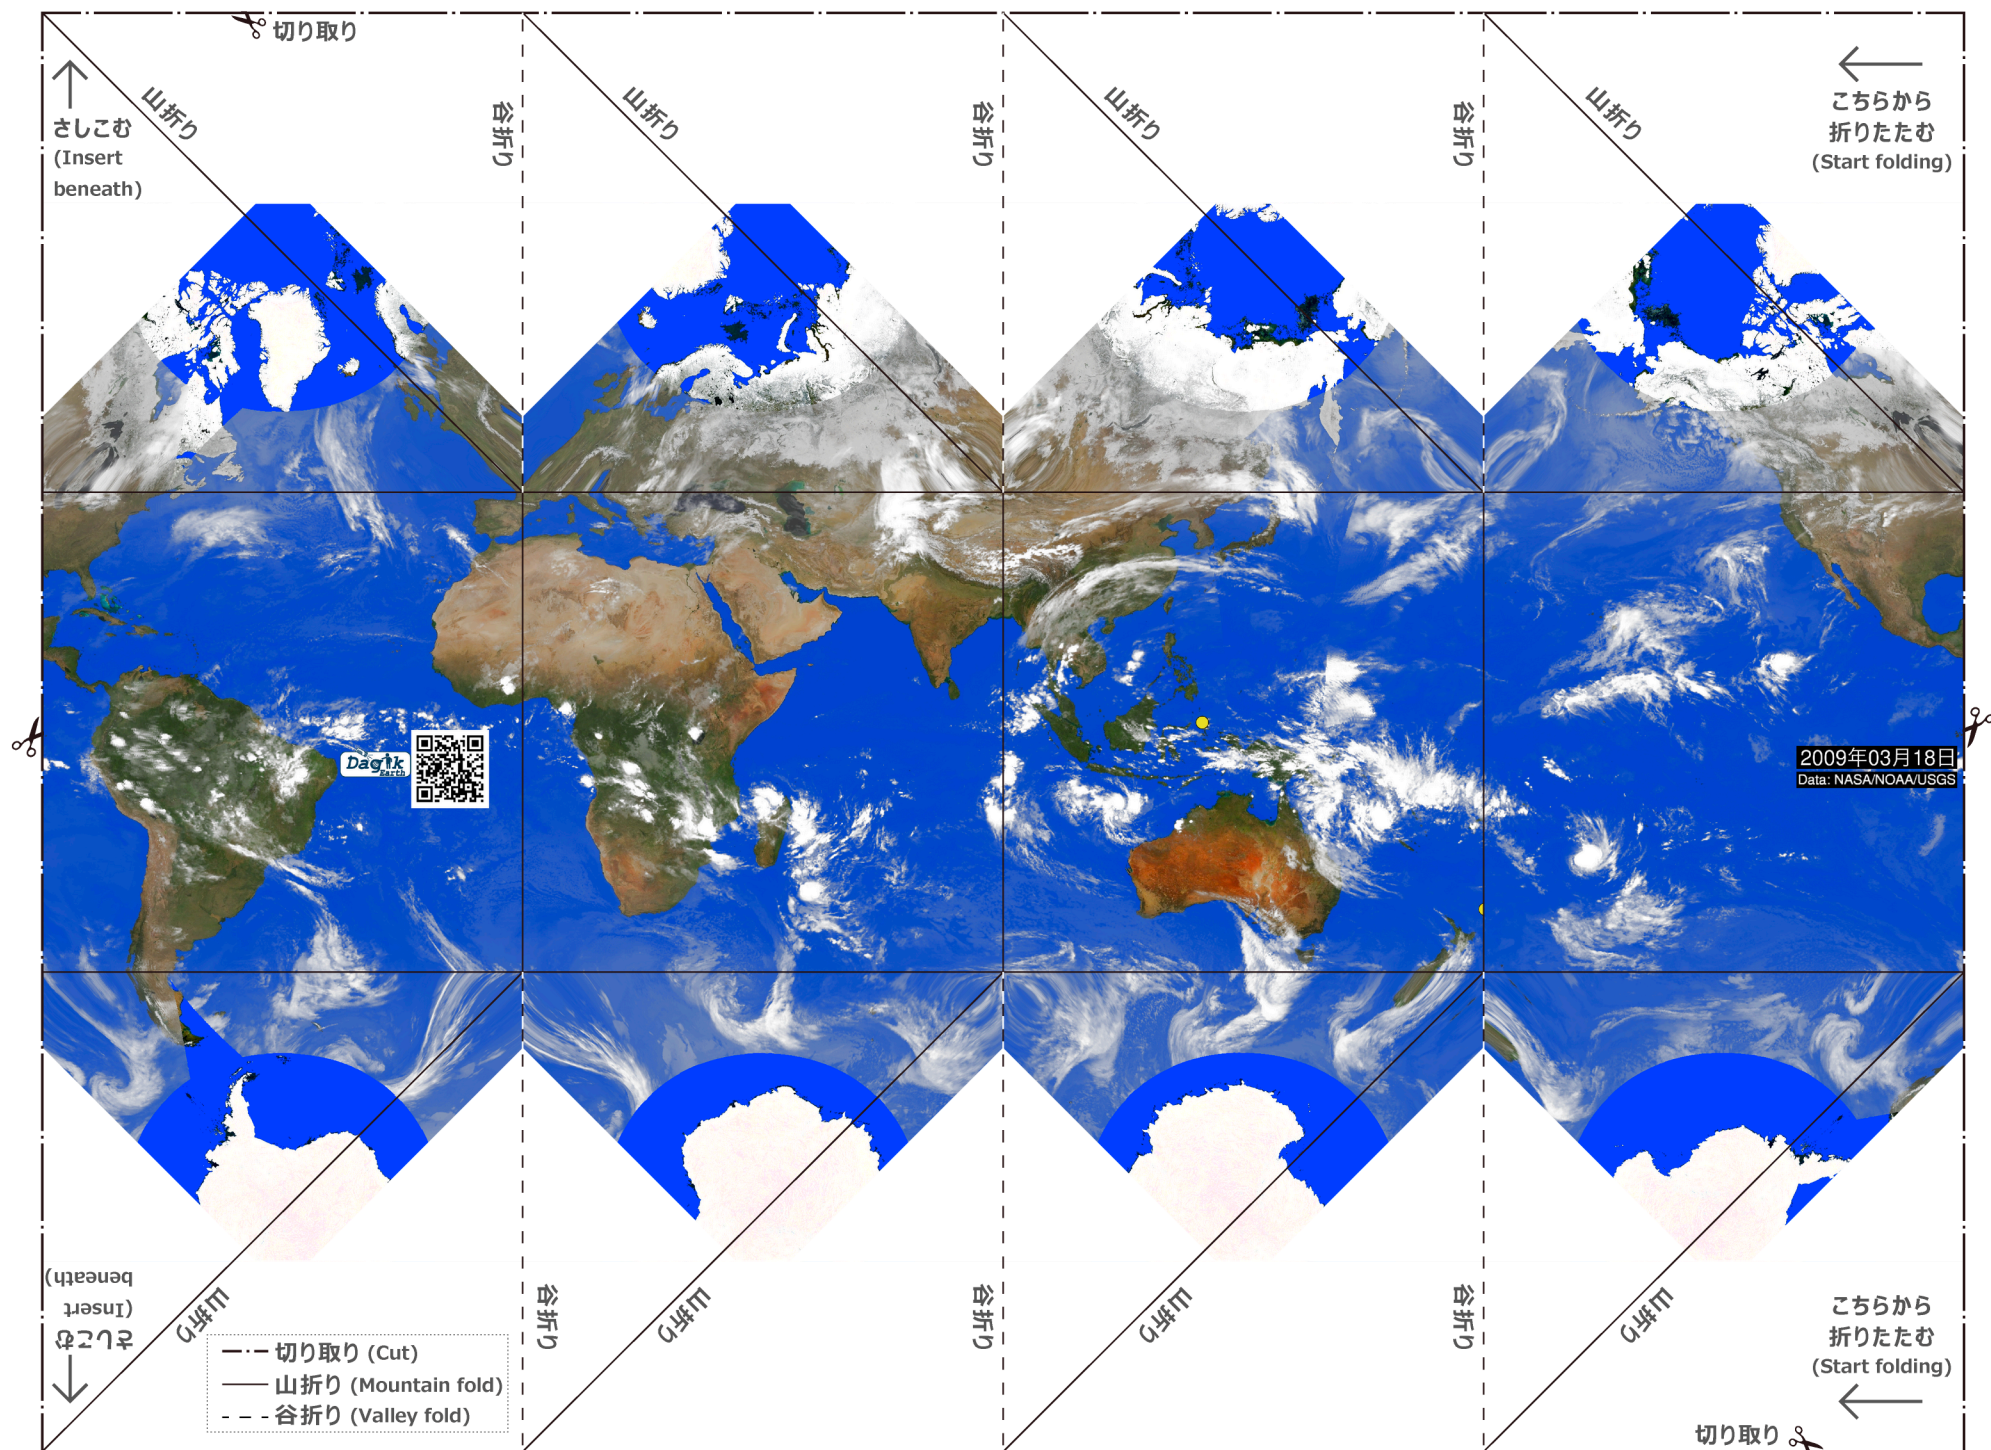 切り取り
さしこむ
(Insert
beneath)
山折り
谷折り
山折り
谷折り
山折り
谷折り
山折り
こちらから
折りたたむ
(Start folding)
Dagik
Earth
2009年03月18日
Data: NASA/NOAA/USGS
さしこむ
(Insert
beneath)
山折り
谷折り
山折り
谷折り
山折り
谷折り
山折り
こちらから
折りたたむ
(Start folding)
切り取り (Cut)
山折り (Mountain fold)
谷折り (Valley fold)
切り取り